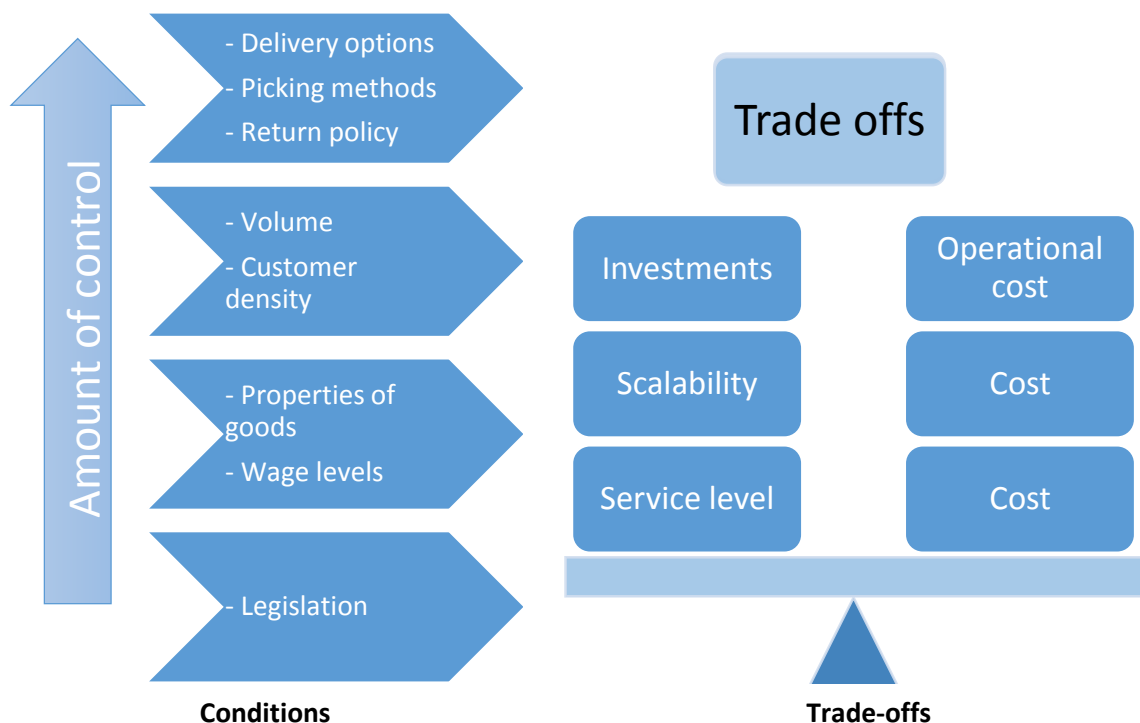 Amount of control
- Delivery options
- Picking methods
- Return policy
- Volume
- Customer
density
- Properties of
goods
- Wage levels
- Legislation
Conditions
Trade offs
Investments
Operational
cost
Scalability
Cost
Service level
Cost
Trade-offs